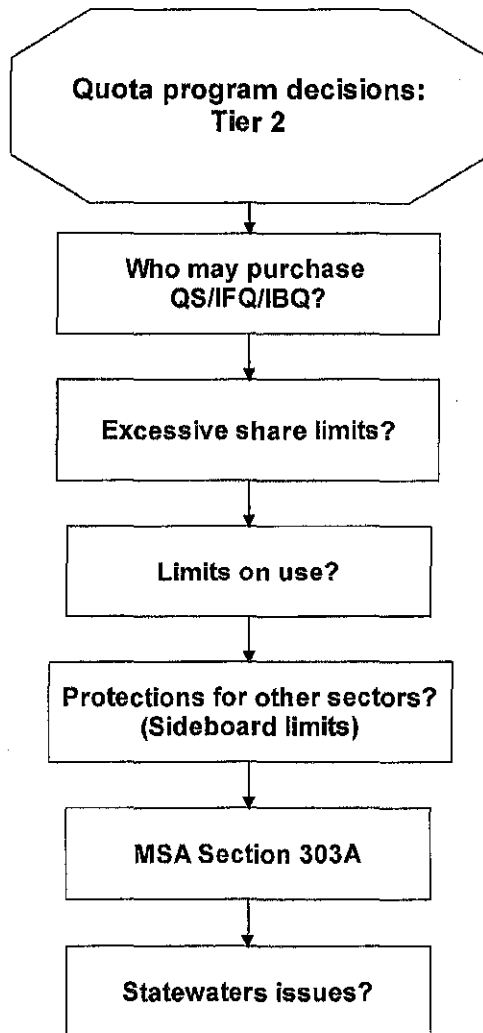 Quota program decisions:
Tier 2
Who may purchase
QS/IFQ/IBQ?
Excessive share limits?
Limits on use?
Protections for other sectors?
(Sideboard limits)
MSA Section 303A
Statewaters issues?